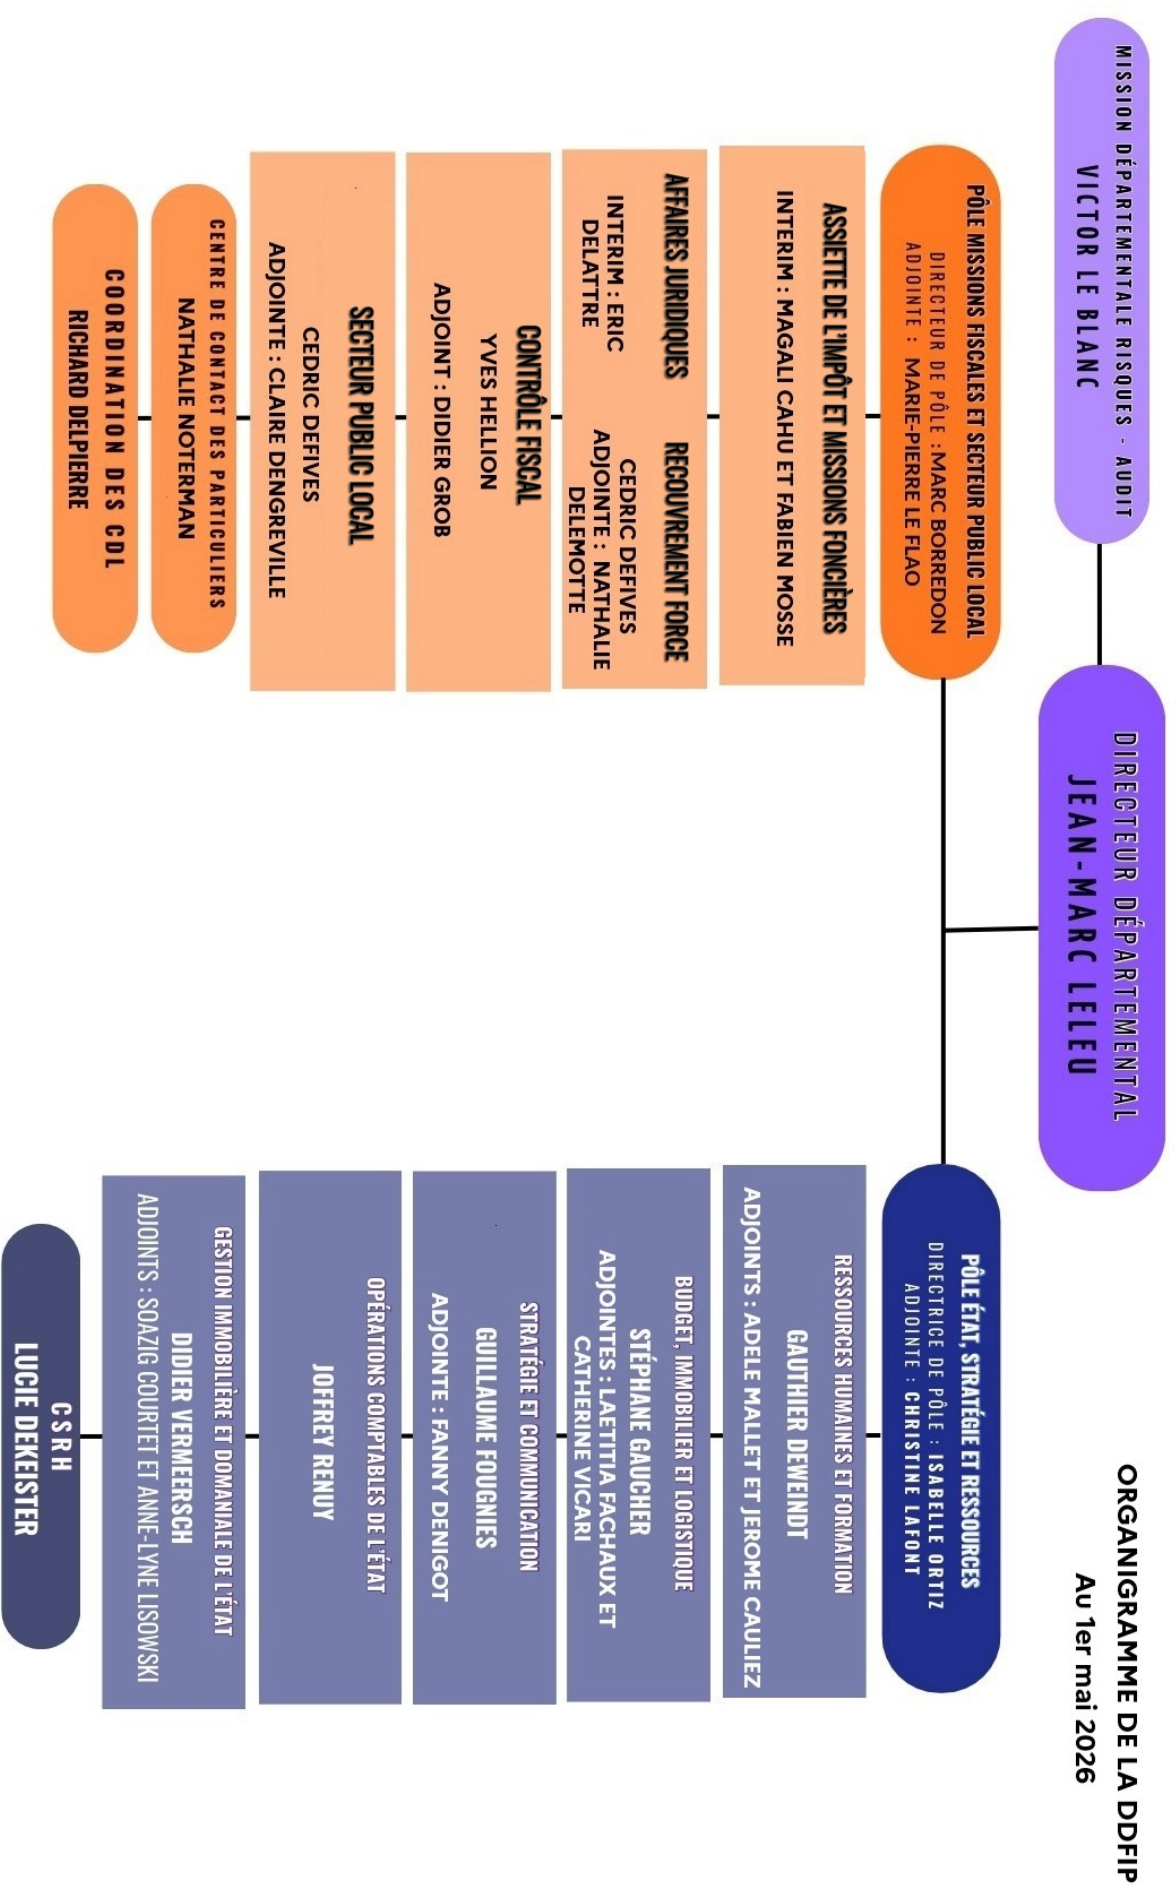 ORGANIGRAMME DE LA DDFIP
Au 1er mai 2026
MISSION DÉPARTEMENTALE RISQUES - AUDIT
VICTOR LE BLANC
DIRECTEUR DÉPARTEMENTAL
JEAN-MARC LELEU
PÔLE MISSIONS FISCALES ET SECTEUR PUBLIC LOCAL
DIRECTEUR DE PÔLE : MARC BORREDON
ADJOINTE : MARIE-PIERRE LE FLAO
ASSIETTE DE L'IMPÔT ET MISSIONS FONCIÈRES
INTERIM : MAGALI CAHU ET FABIEN MOSSE
AFFAIRES JURIDIQUES
INTERIM : ERIC
DELATTRE
RECOUVREMENT FORCE
CEDRIC DEFIVES
ADJOINTE : NATHALIE
DELEMOTTE
CONTRÔLE FISCAL
YVES HELLION
ADJOINT : DIDIER GROB
SECTEUR PUBLIC LOCAL
CEDRIC DEFIVES
ADJOINTE : CLAIRE DENGREVILLE
CENTRE DE CONTACT DES PARTICULIERS
NATHALIE NOTERMAN
COORDINATION DES CDL
RICHARD DELPIERRE
PÔLE ÉTAT, STRATÉGIE ET RESSOURCES
DIRECTRICE DE PÔLE : ISABELLE ORTIZ
ADJOINTE : CHRISTINE LAFONT
RESSOURCES HUMAINES ET FORMATION
GAUTHIER DEWEINDT
ADJOINTS : ADELE MALLET ET JEROME CAULIEZ
BUDGET, IMMOBILIER ET LOGISTIQUE
STÉPHANE GAUCHER
ADJOINTES : LAETITIA FACHAUX ET
CATHERINE VICARI
STRATÉGIE ET COMMUNICATION
GUILLAUME FOUGNIES
ADJOINTE : FANNY DENIGOT
OPÉRATIONS COMPTABLES DE L'ÉTAT
JOFFREY RENUY
GESTION IMMOBILIÈRE ET DOMANIALE DE L'ÉTAT
DIDIER VERMEERSCH
ADJOINTS : SOAZIG COURTET ET ANNE-LYNE LISOWSKI
CSRH
LUCIE DEKEISTER